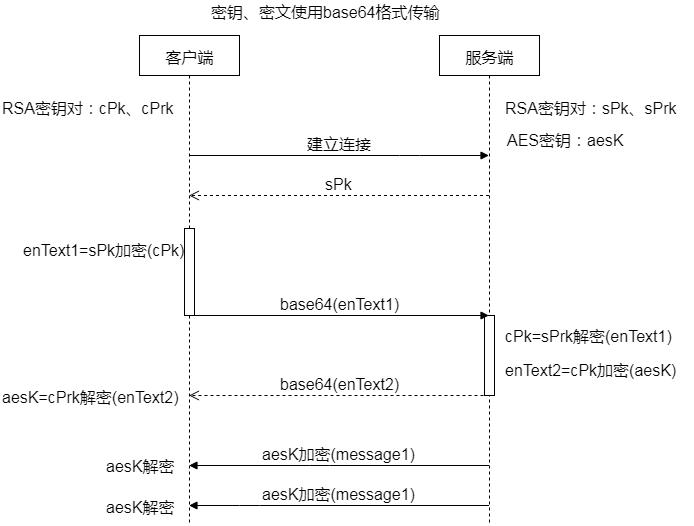 密钥、密文使用base64格式传输
客户端
服务端
RSA密钥对：cPk、cPrk
RSA密钥对：sPk、sPrk
AES密钥：aesK
建立连接
sPk
enText1=sPk加密(cPk)
base64(enText1)
cPk=sPrk解密(enText1)
enText2=cPk加密(aesK)
base64(enText2)
aesK=cPrk解密(enText2)
aesK加密(message1)
aesK解密
aesK加密(message1)
aesK解密